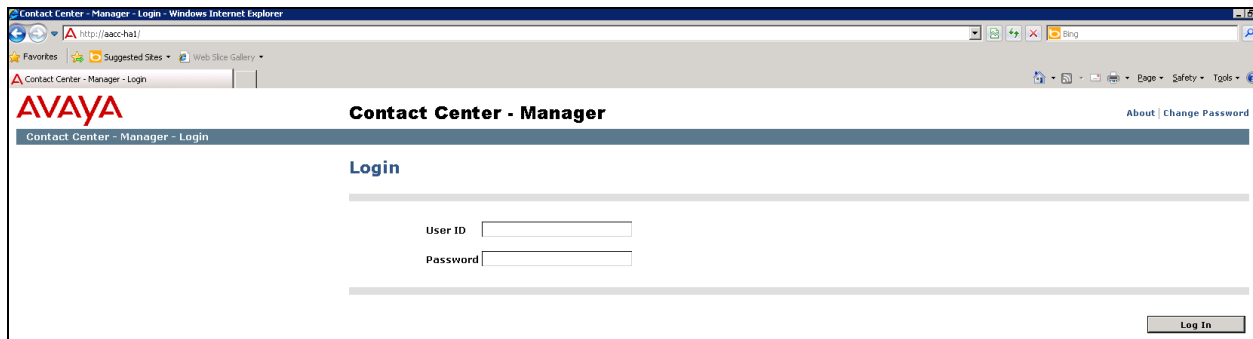 Contact Center - Manager - Login - Windows Internet Explorer
http://aacc-ha1/
Bing
Favorites Suggested Sites Web Slice Gallery
Contact Center - Manager - Login
Page Safety Tools
AVAYA
Contact Center - Manager
About | Change Password
Contact Center - Manager - Login
Login
User ID
Password
Log In